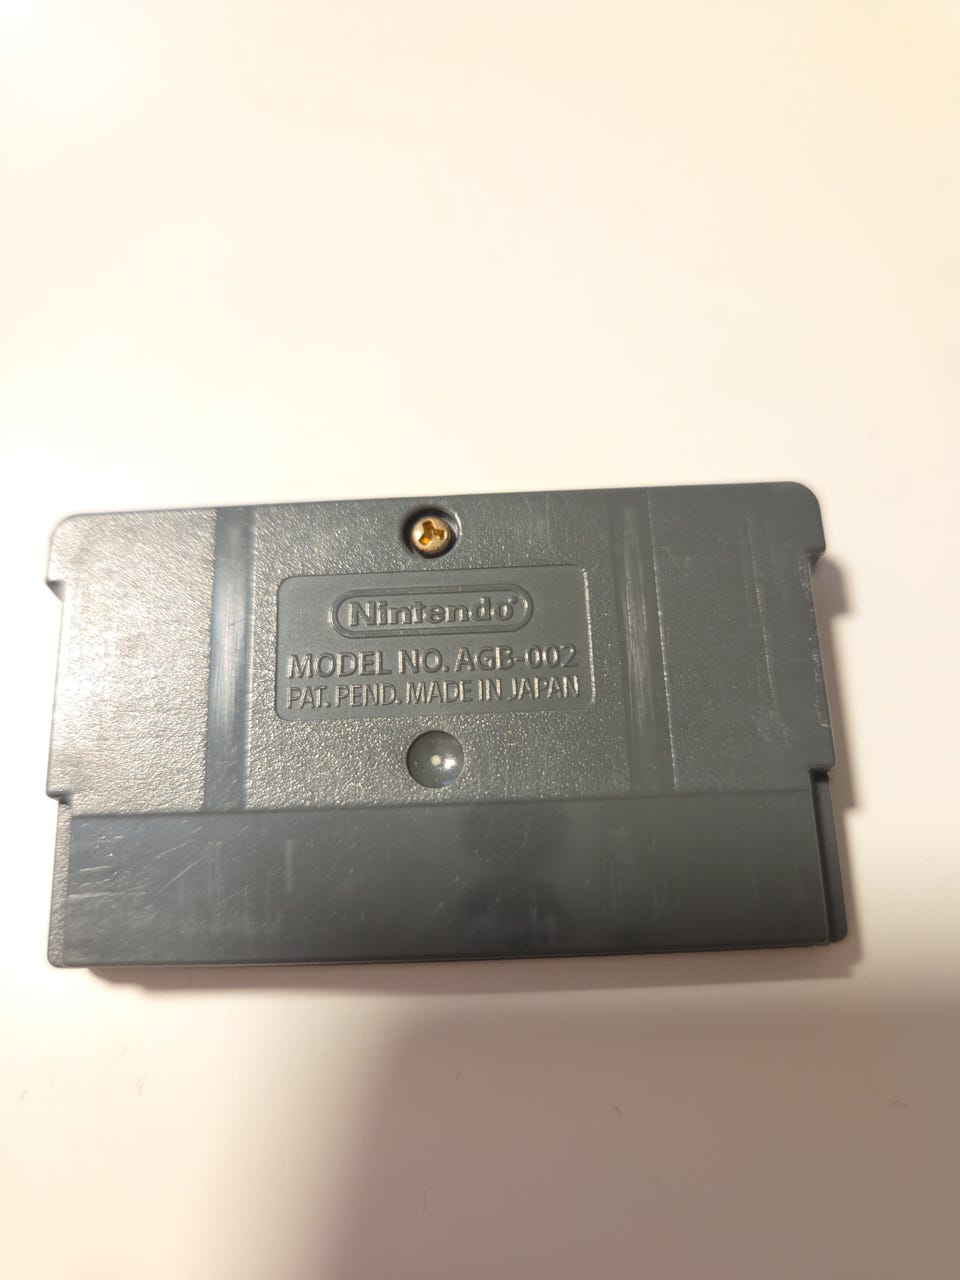 Nintendo®
MODEL NO. AGB-002
PAT. PEND. MADE IN JAPAN